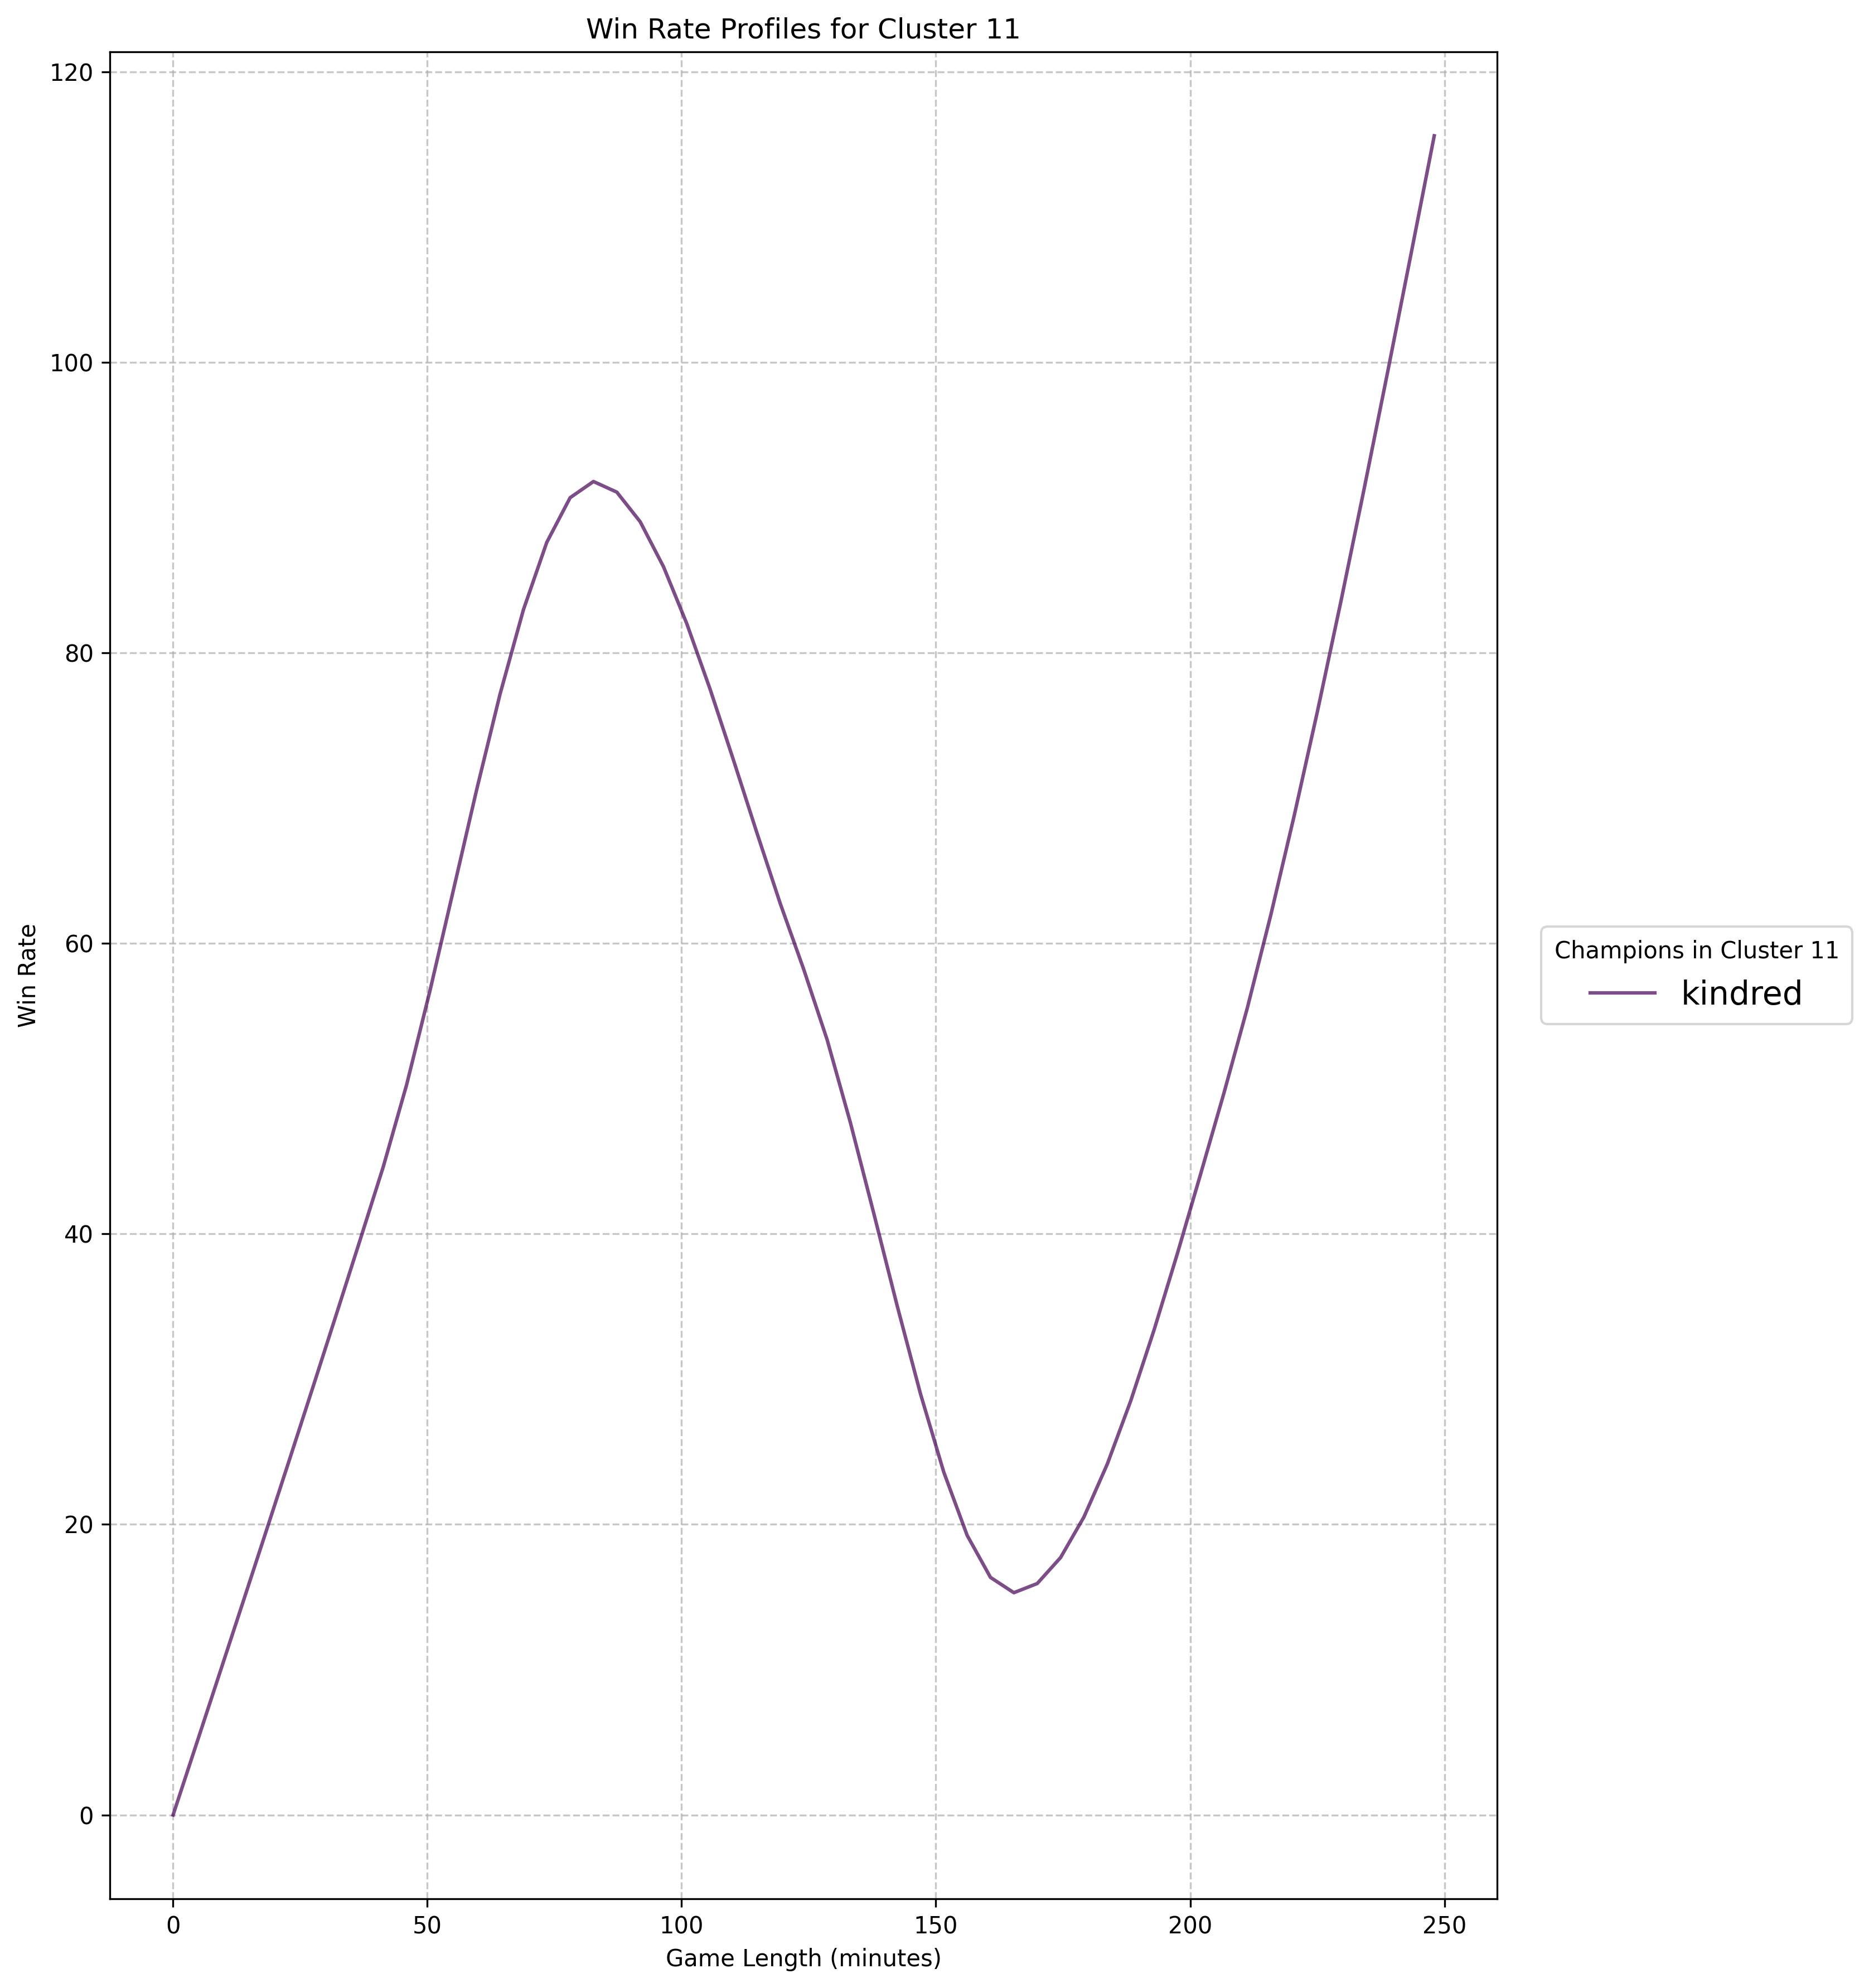 Win Rate Profiles for Cluster 11
120
100
80
60
40
20
0
Win Rate
0 50 100 150 200 250
Game Length (minutes)
Champions in Cluster 11
kindred